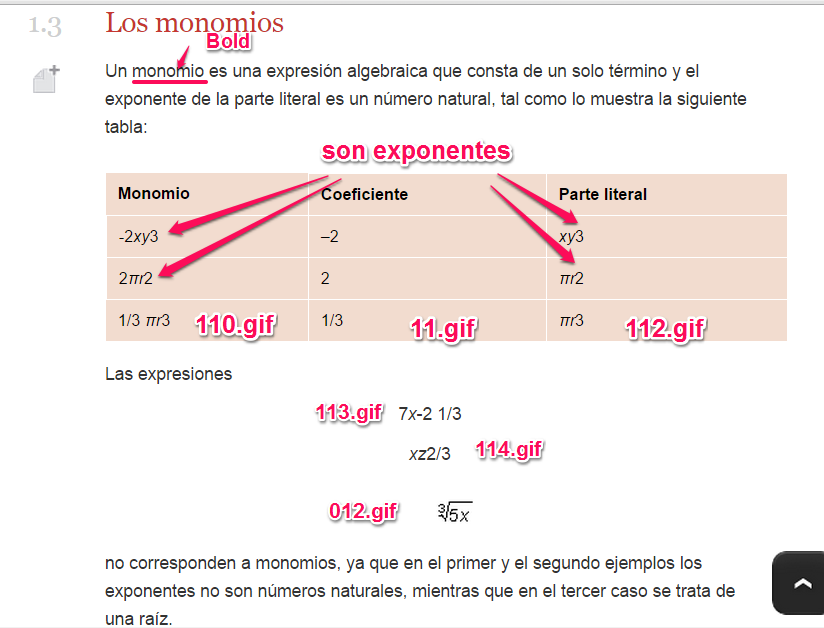 1.3 Los monomios
Bold
Un monomio es una expresión algebraica que consta de un solo término y el
exponente de la parte literal es un número natural, tal como lo muestra la siguiente
tabla:
son exponentes
Monomio Coeficiente Parte literal
-2xy3 –2 xy3
2πr2 2 πr2
1/3 πr3 110.gif 1/3 11.gif πr3 112.gif
Las expresiones
113.gif 7x-2 1/3
xz2/3 114.gif
012.gif ∛5x
no corresponden a monomios, ya que en el primer y el segundo ejemplos los
exponentes no son números naturales, mientras que en el tercer caso se trata de
una raíz.